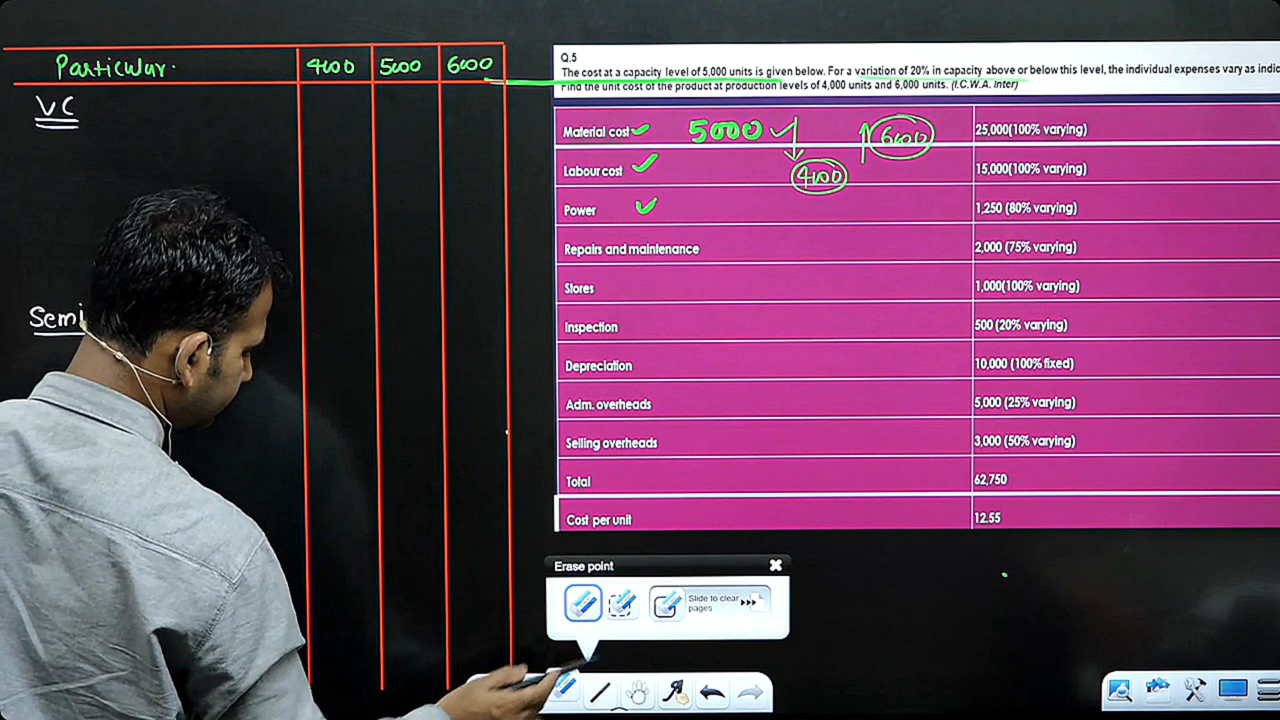 Particular. 4000 5000 6000
VC
Semi
Q.5
The cost at a capacity level of 5,000 units is given below. For a variation of 20% in capacity above or below this level, the individual expenses vary as indic
Find the unit cost of the product at production levels of 4,000 units and 6,000 units. (I.C.W.A. Inter)
Material cost 5000 6000 25,000(100% varying)
Labour cost 4000 15,000(100% varying)
Power 1,250 (80% varying)
Repairs and maintenance 2,000 (75% varying)
Stores 1,000(100% varying)
Inspection 500 (20% varying)
Depreciation 10,000 (100% fixed)
Adm. overheads 5,000 (25% varying)
Selling overheads 3,000 (50% varying)
Total 62,750
Cost per unit 12.55
Erase point
Slide to clear
pages